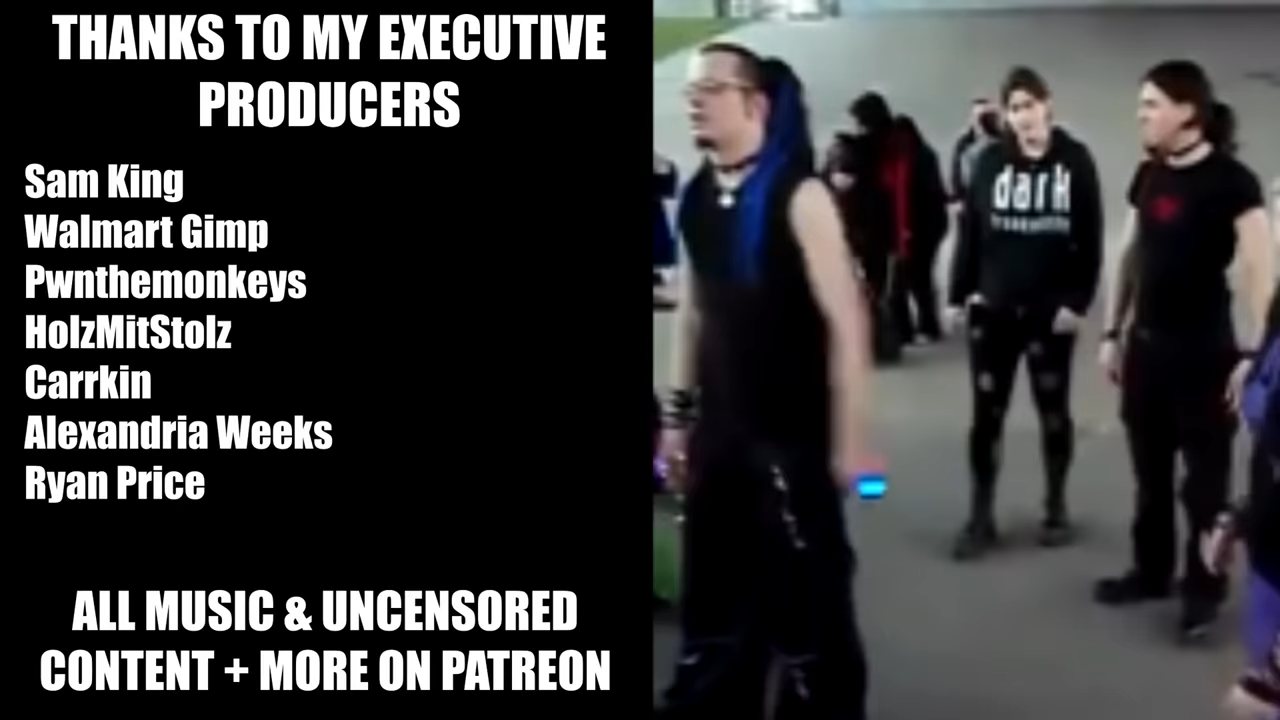 THANKS TO MY EXECUTIVE
PRODUCERS
Sam King
Walmart Gimp
Pwnthemonkeys
HolzMitStolz
Carrkin
Alexandria Weeks
Ryan Price
ALL MUSIC & UNCENSORED
CONTENT + MORE ON PATREON
dark